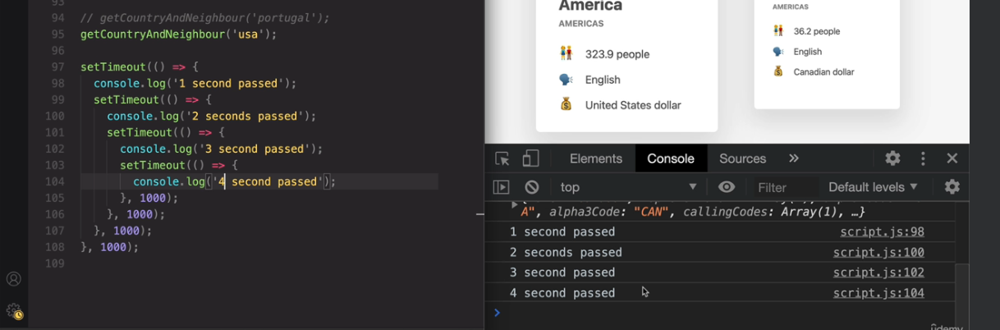 93
94 // getCountryAndNeighbour('portugal');
95 getCountryAndNeighbour('usa');
96
97 setTimeout(() => {
98 console.log('1 second passed');
99 setTimeout(() => {
100 console.log('2 seconds passed');
101 setTimeout(() => {
102 console.log('3 second passed');
103 setTimeout(() => {
104 console.log('4 second passed');
105 }, 1000);
106 }, 1000);
107 }, 1000);
108 }, 1000);
109
America
AMERICAS
323.9 people
English
United States dollar
AMERICAS
36.2 people
English
Canadian dollar
Elements Console Sources »
top Filter Default levels ▼
A", alpha3Code: "CAN", callingCodes: Array(1), …}
1 second passed script.js:98
2 seconds passed script.js:100
3 second passed script.js:102
4 second passed script.js:104
>
ûdemy